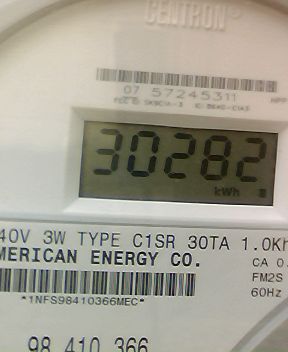 CENTRON®
07 57245311
30282
kWh
40V 3W TYPE C1SR 30TA 1.0Kh
MERICAN ENERGY CO.
CA 0.
FM2S
60Hz
*1NFS98410366MEC*
98 410 366